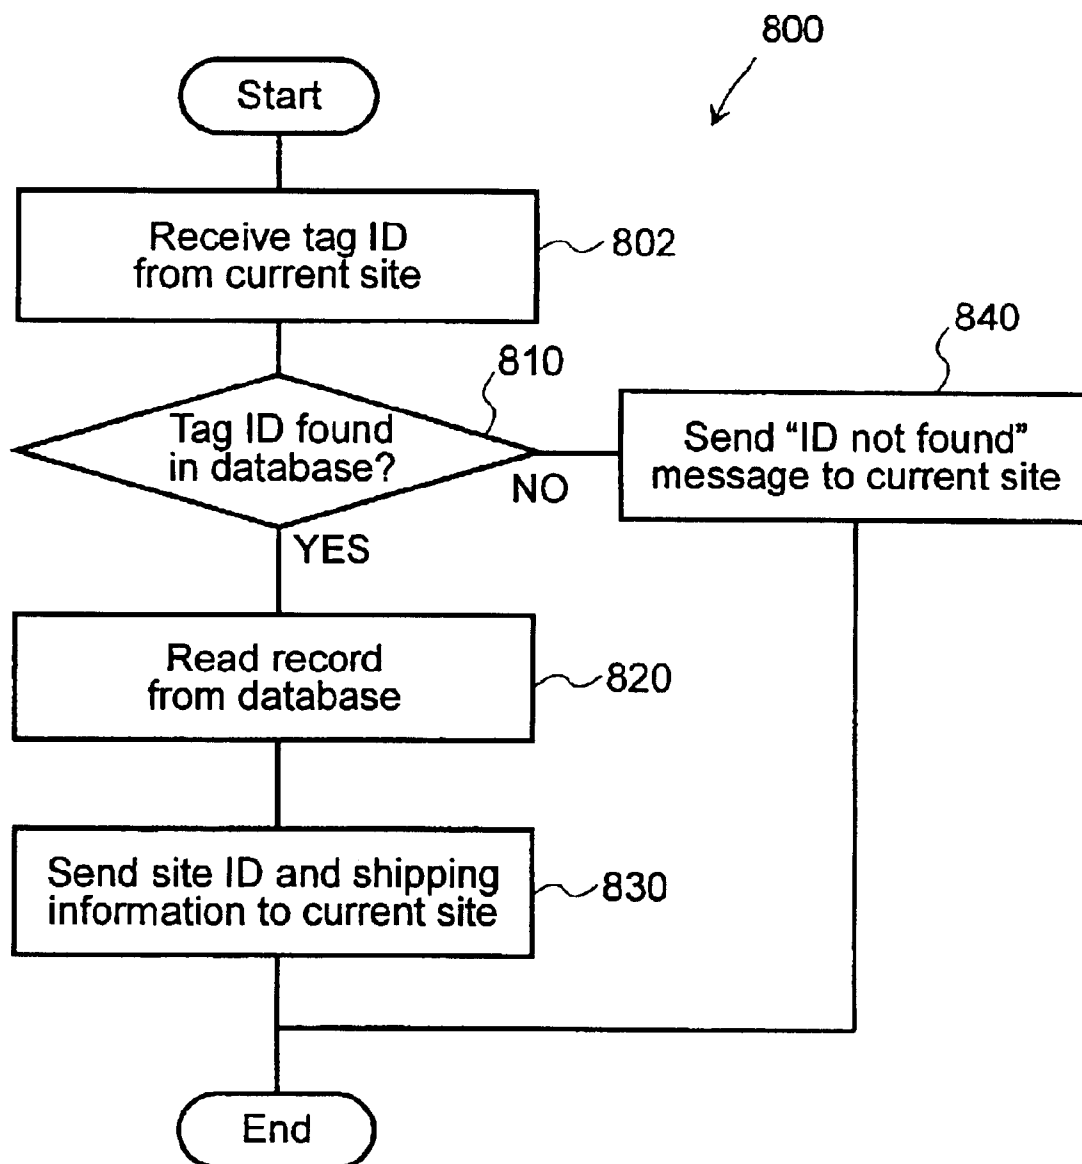 800
Start
Receive tag ID
from current site
802
810
Tag ID found
in database?
NO
YES
840
Send “ID not found”
message to current site
Read record
from database
820
Send site ID and shipping
information to current site
830
End